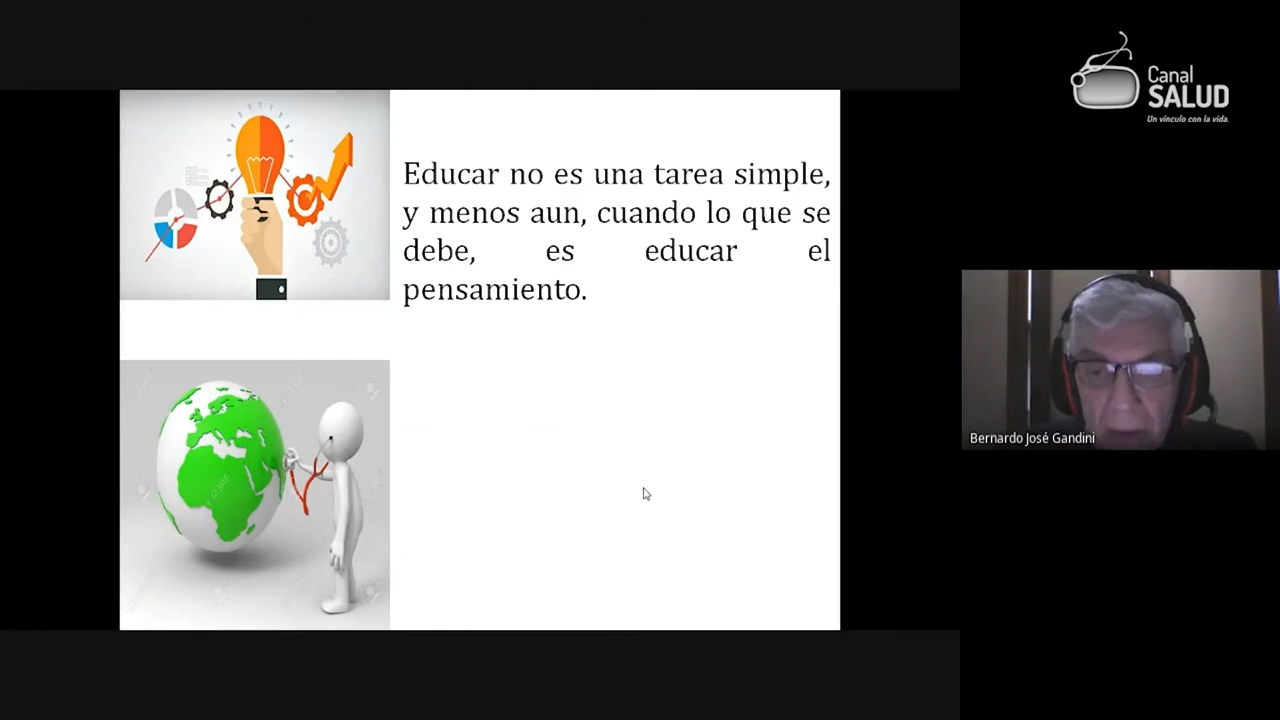 Canal
SALUD
Un vínculo con la vida.
Educar no es una tarea simple,
y menos aun, cuando lo que se
debe, es educar el
pensamiento.
Bernardo José Gandini